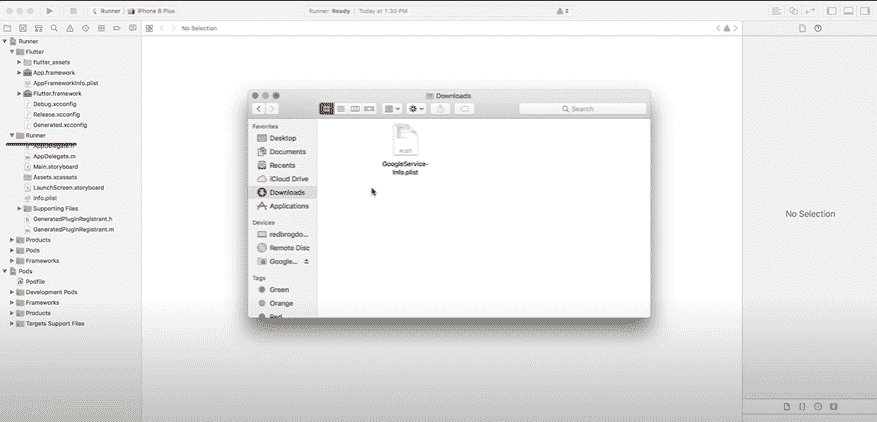 Runner
iPhone 6 Plus
Runner: Ready
Today at 1:30 PM
2
No Selection
Runner
Flutter
flutter_assets
App.framework
AppFrameworkInfo.plist
Flutter.framework
Debug.xcconfig
Release.xcconfig
Generated.xcconfig
Runner
AppDelegate.h
AppDelegate.m
Main.storyboard
Assets.xcassets
LaunchScreen.storyboard
Info.plist
Supporting Files
GeneratedPluginRegistrant.h
GeneratedPluginRegistrant.m
Products
Pods
Frameworks
Pods
Podfile
Development Pods
Frameworks
Products
Targets Support Files
Downloads
Search
Favorites
Desktop
Documents
Recents
iCloud Drive
Downloads
Applications
Devices
redbrogdo...
Remote Disc
Google...
Tags
Green
Orange
Red
PLIST
GoogleService-
Info.plist
No Selection